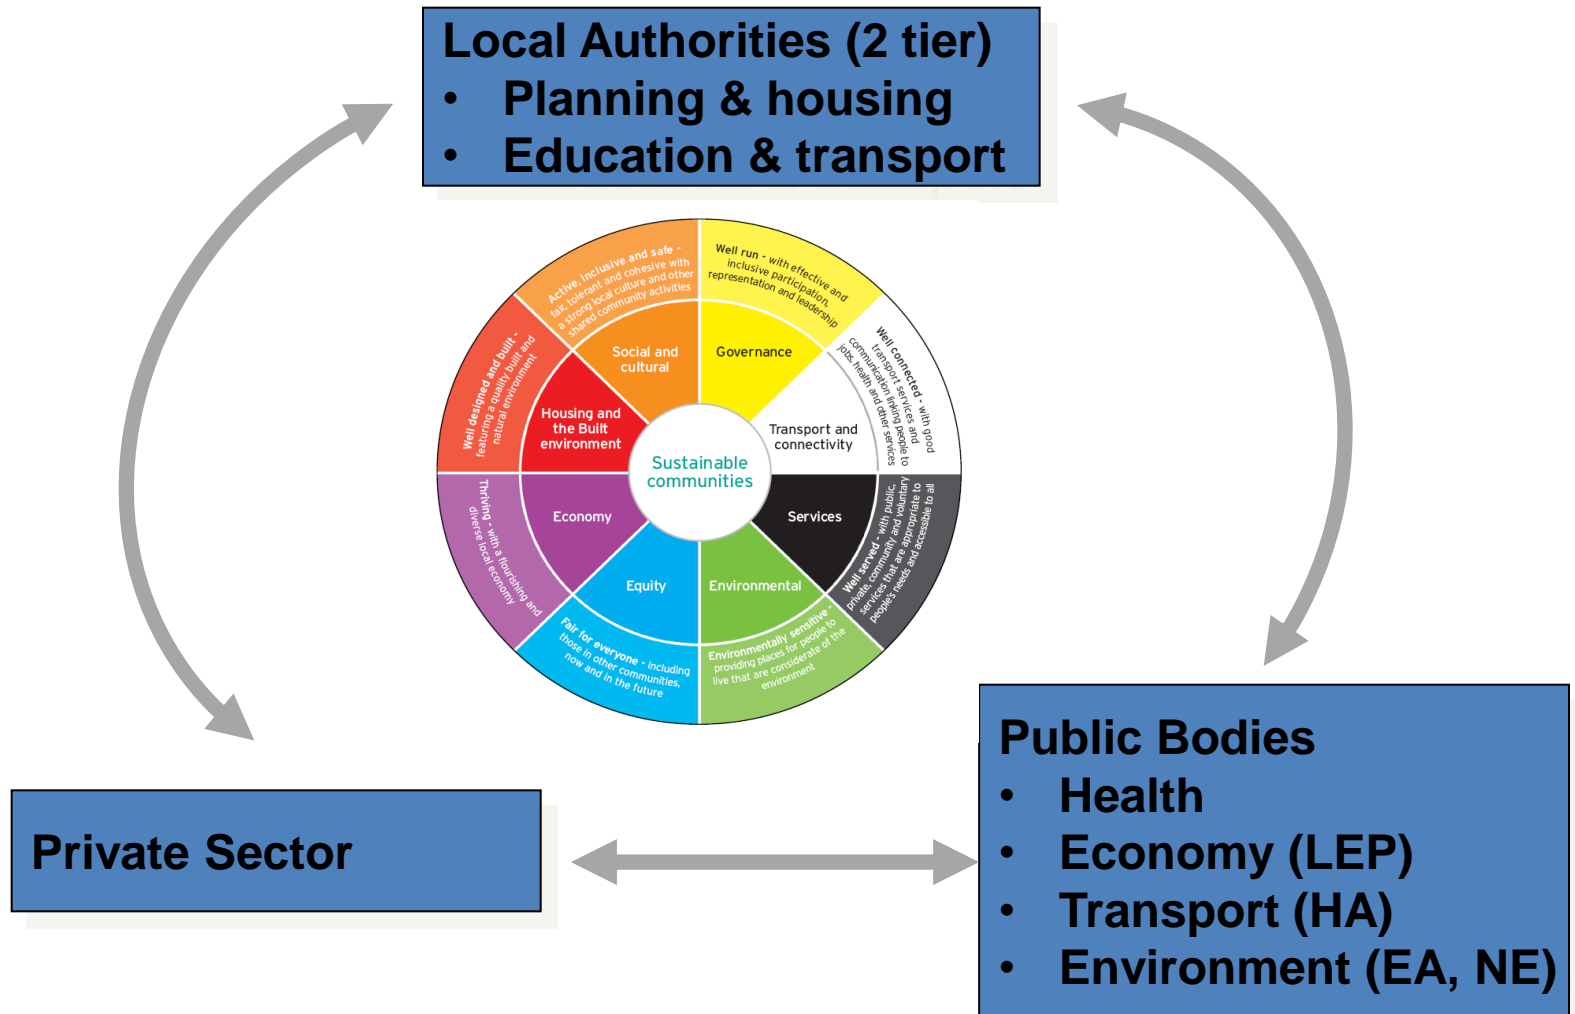 Local Authorities (2 tier)
• Planning & housing
• Education & transport
Active, inclusive and safe -
fair, tolerant and cohesive with
a strong local culture and other
shared community activities
Social and
cultural
Well run - with effective and
inclusive participation,
representation and leadership
Governance
Well connected - with good
transport services and
communication linking people to
jobs, health and other services
Transport and
connectivity
Well served - with public,
private, community and voluntary
services that are appropriate to
people's needs and accessible to all
Services
Environmental
Environmentally sensitive -
providing places for people to
live that are considerate of the
environment
Equity
Fair for everyone - including
those in other communities,
now and in the future
Economy
Thriving - with a flourishing and
diverse local economy
Housing and
the Built
environment
Well designed and built -
featuring a quality built and
natural environment
Sustainable
communities
Private Sector
Public Bodies
• Health
• Economy (LEP)
• Transport (HA)
• Environment (EA, NE)